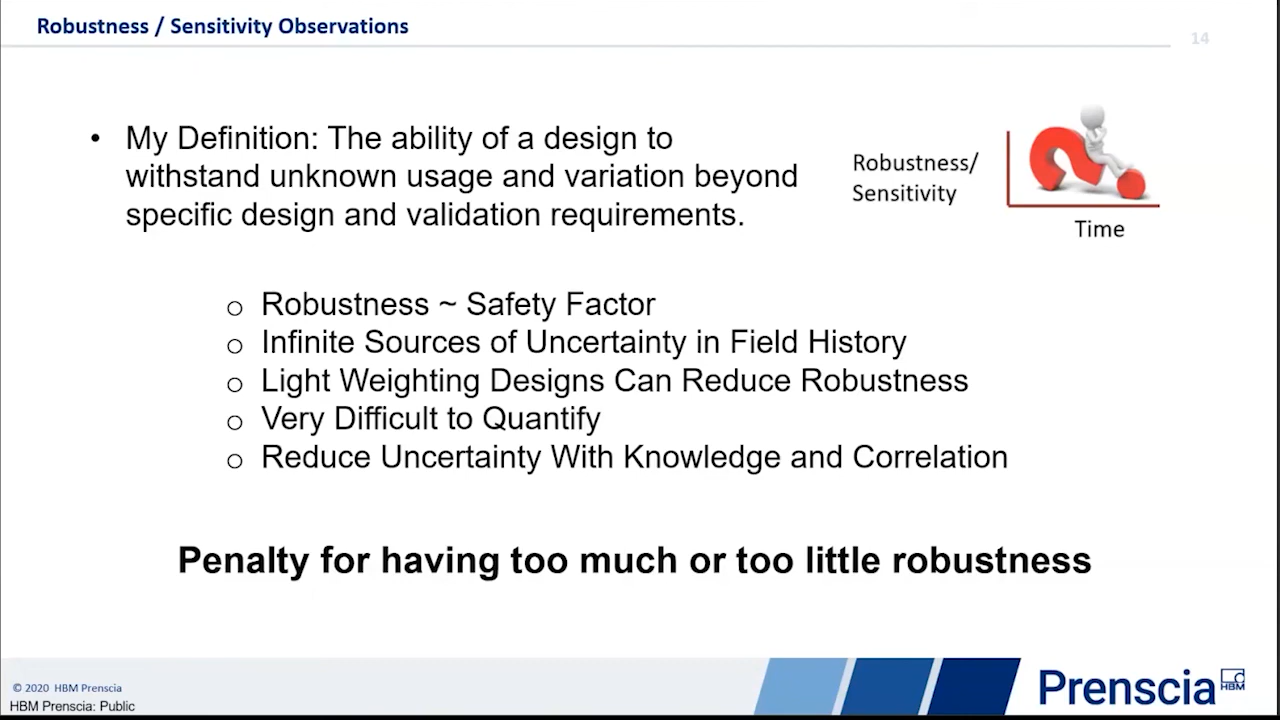 Robustness / Sensitivity Observations
14
• My Definition: The ability of a design to
withstand unknown usage and variation beyond
specific design and validation requirements.
Robustness/
Sensitivity
Time
o Robustness ~ Safety Factor
o Infinite Sources of Uncertainty in Field History
o Light Weighting Designs Can Reduce Robustness
o Very Difficult to Quantify
o Reduce Uncertainty With Knowledge and Correlation
Penalty for having too much or too little robustness
© 2020 HBM Prenscia
HBM Prenscia: Public
Prenscia
HBM